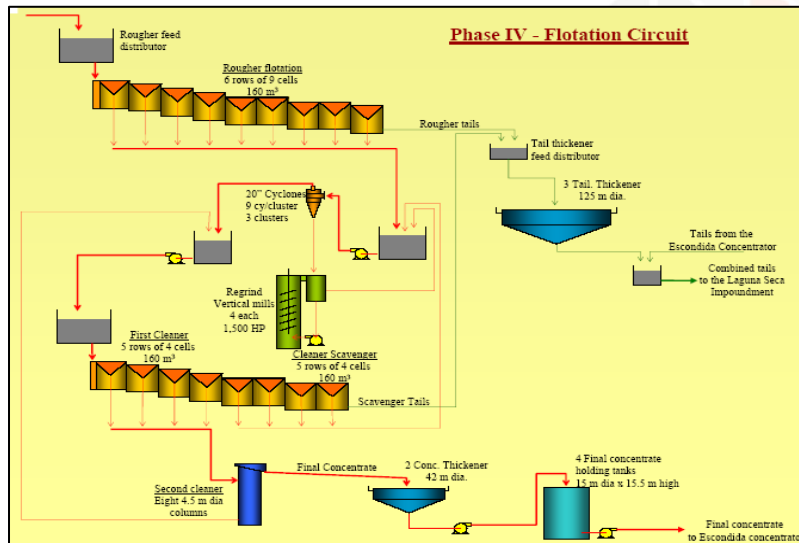 Phase IV - Flotation Circuit
Rougher feed
distributor
Rougher flotation
6 rows of 9 cells
160 m³
Rougher tails
Tail thickener
feed distributor
3 Tail. Thickener
125 m dia.
20" Cyclones
9 cy/cluster
3 clusters
Tails from the
Escondida Concentrator
Combined tails
to the Laguna Seca
Impoundment
Regrind
Vertical mills
4 each
1,500 HP
First Cleaner
5 rows of 4 cells
160 m³
Cleaner Scavenger
5 rows of 4 cells
160 m³
Scavenger Tails
Final Concentrate
2 Conc. Thickener
42 m dia.
4 Final concentrate
holding tanks
15 m dia x 15.5 m high
Second cleaner
Eight 4.5 m dia
columns
Final concentrate
to Escondida concentrato